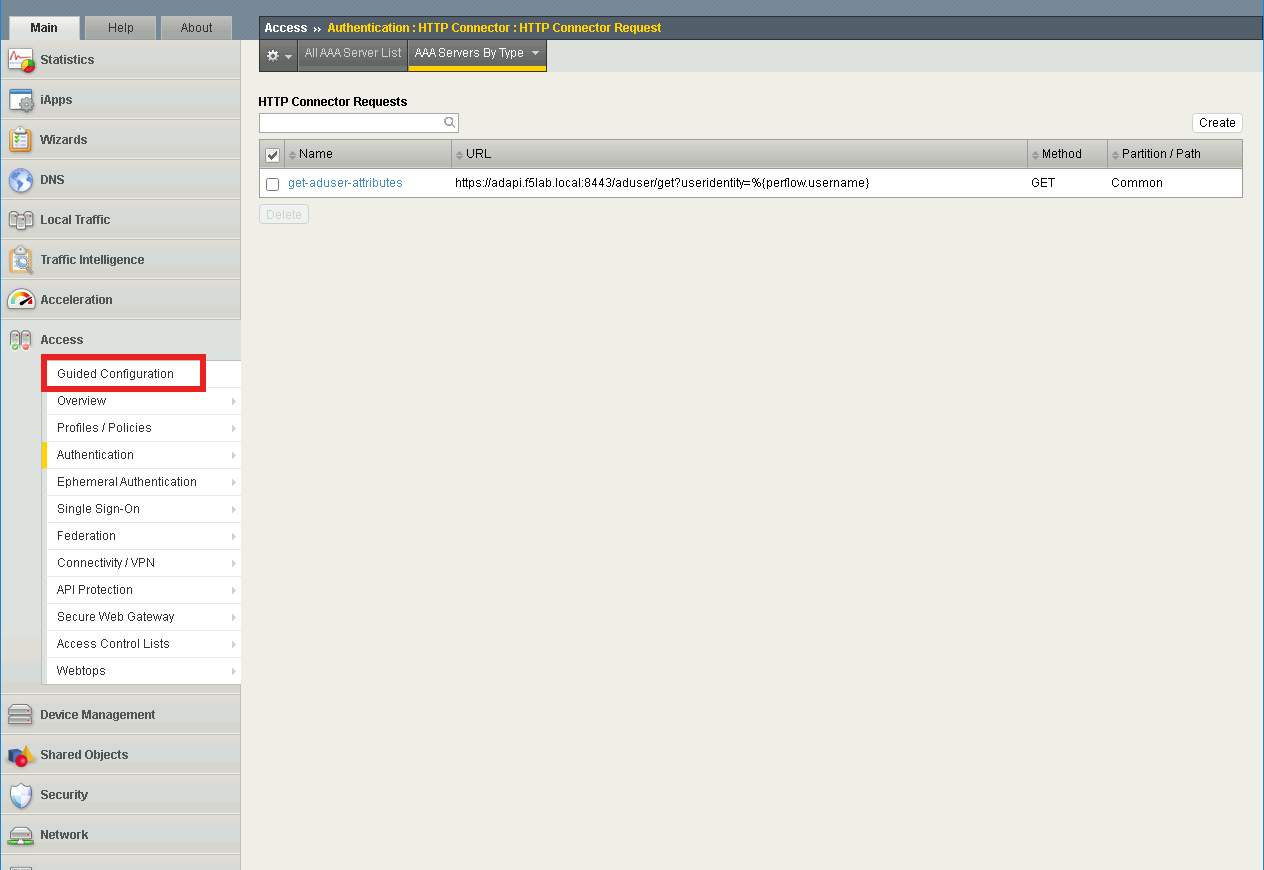 Main
Help
About
Access ›› Authentication : HTTP Connector : HTTP Connector Request
All AAA Server List
AAA Servers By Type
Statistics
iApps
Wizards
DNS
Local Traffic
Traffic Intelligence
Acceleration
Access
Guided Configuration
Overview
Profiles / Policies
Authentication
Ephemeral Authentication
Single Sign-On
Federation
Connectivity / VPN
API Protection
Secure Web Gateway
Access Control Lists
Webtops
Device Management
Shared Objects
Security
Network
HTTP Connector Requests
Create
Name URL Method Partition / Path
get-aduser-attributes https://adapi.f5lab.local:8443/aduser/get?useridentity=%{perflow.username} GET Common
Delete